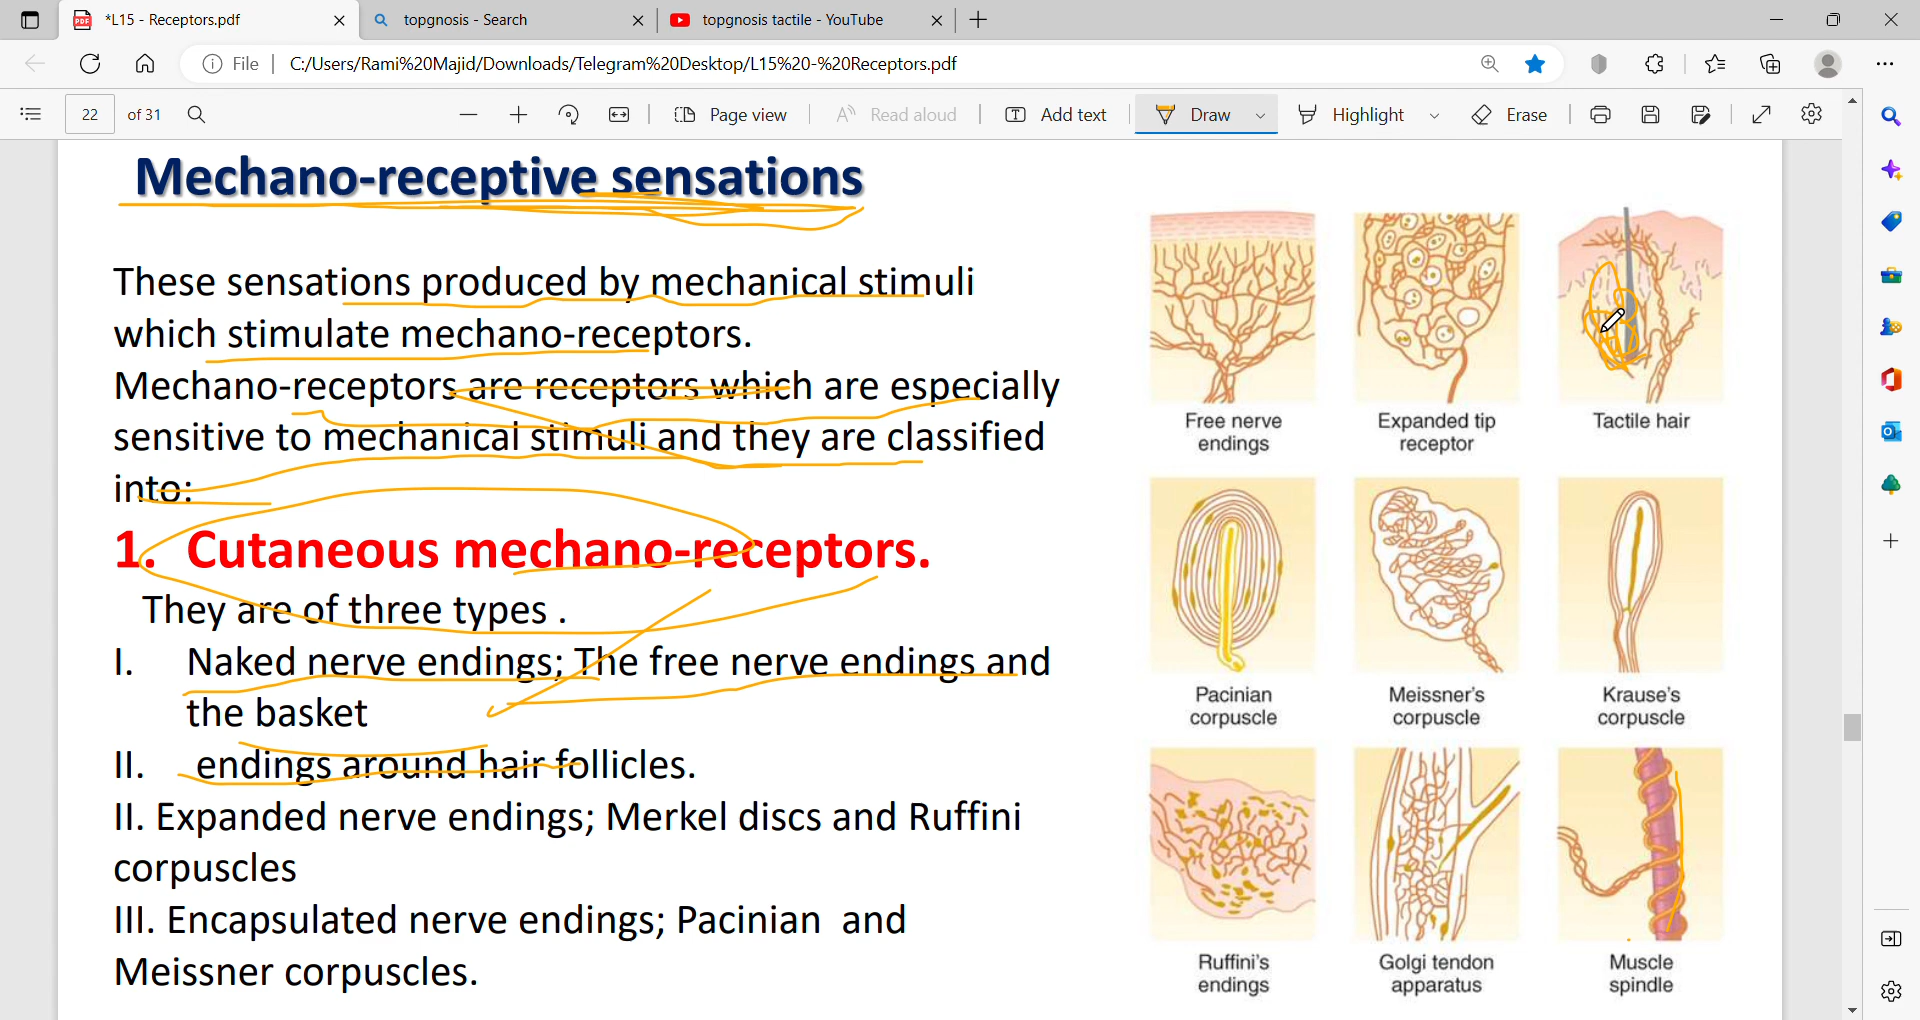 *L15 - Receptors.pdf
topgnosis - Search
topgnosis tactile - YouTube
File
C:/Users/Rami%20Majid/Downloads/Telegram%20Desktop/L15%20-%20Receptors.pdf
22
of 31
Page view
Read aloud
Add text
Draw
Highlight
Erase
Mechano-receptive sensations
These sensations produced by mechanical stimuli
which stimulate mechano-receptors.
Mechano-receptors are receptors which are especially
sensitive to mechanical stimuli and they are classified
into:
1. Cutaneous mechano-receptors.
They are of three types .
I. Naked nerve endings; The free nerve endings and
the basket
II. endings around hair follicles.
II. Expanded nerve endings; Merkel discs and Ruffini
corpuscles
III. Encapsulated nerve endings; Pacinian and
Meissner corpuscles.
Free nerve
endings
Expanded tip
receptor
Tactile hair
Pacinian
corpuscle
Meissner's
corpuscle
Krause's
corpuscle
Ruffini's
endings
Golgi tendon
apparatus
Muscle
spindle